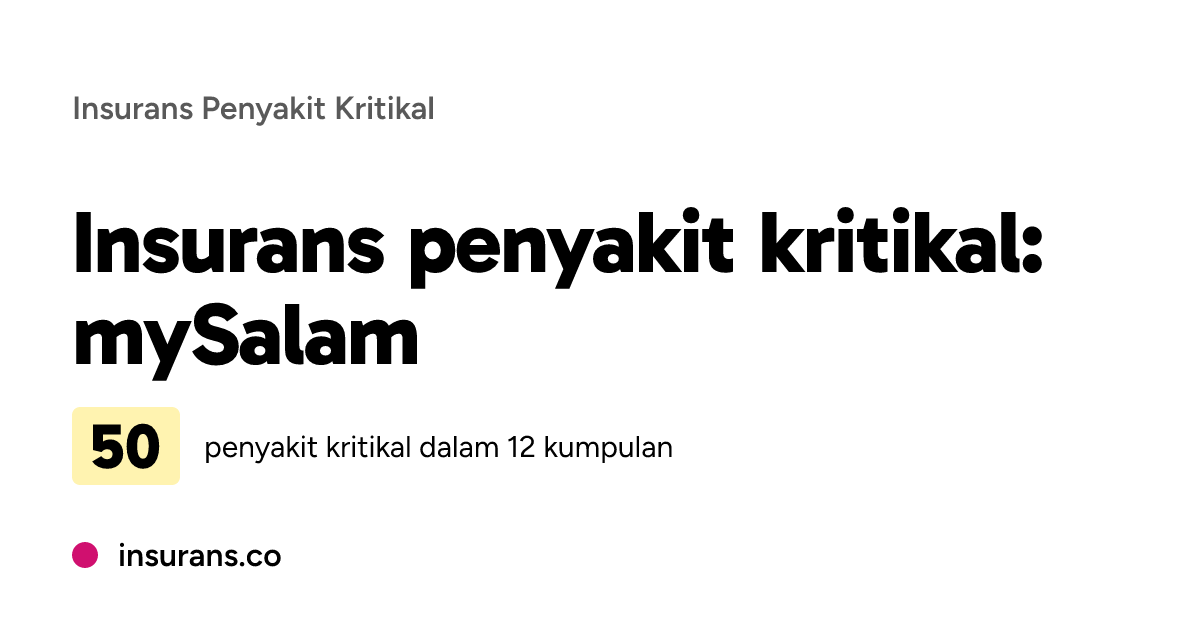 Insurans Penyakit Kritikal
Insurans penyakit kritikal:
mySalam
50 penyakit kritikal dalam 12 kumpulan
insurans.co